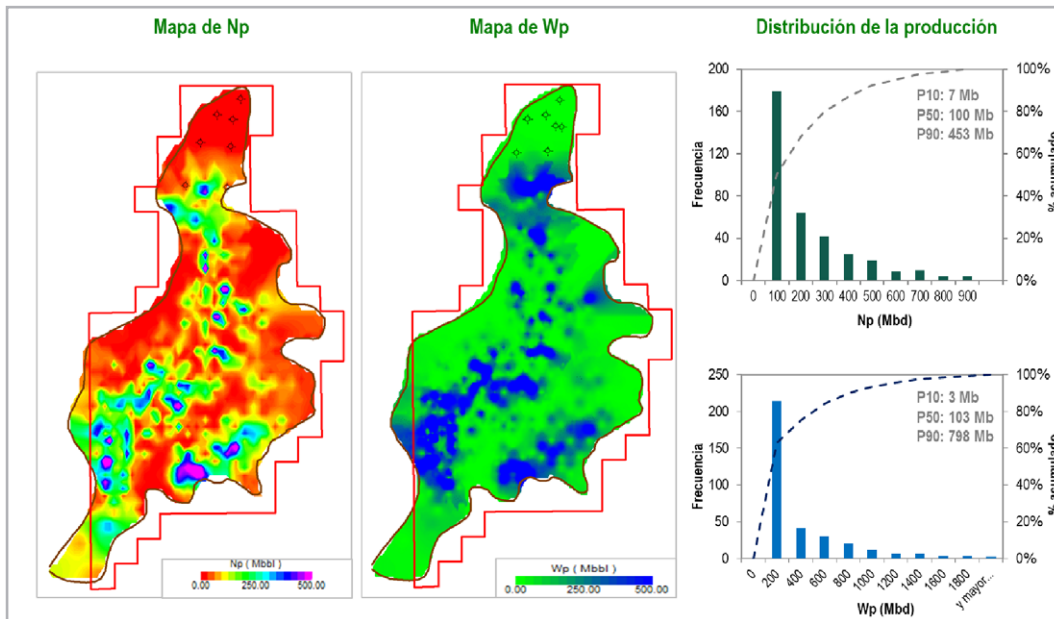 Mapa de Np
Mapa de Wp
Distribución de la producción
Np ( Mbbl )
0.00 250.00 500.00
Wp ( Mbbl )
0.00 250.00 500.00
200
160
120
80
40
0
Frecuencia
P10: 7 Mb
P50: 100 Mb
P90: 453 Mb
100%
80%
60%
40%
20%
0%
% acumulado
0 100 200 300 400 500 600 700 800 900
Np (Mbd)
250
200
150
100
50
0
Frecuencia
P10: 3 Mb
P50: 103 Mb
P90: 798 Mb
100%
80%
60%
40%
20%
0%
% acumulado
0 200 400 600 800 1000 1200 1400 1600 1800 y mayor...
Wp (Mbd)